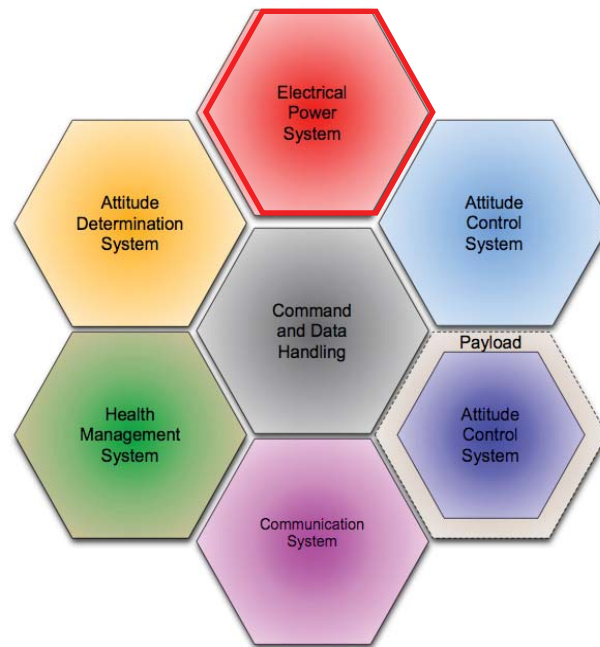 Electrical
Power
System
Attitude
Determination
System
Attitude
Control
System
Command
and Data
Handling
Payload
Health
Management
System
Attitude
Control
System
Communication
System